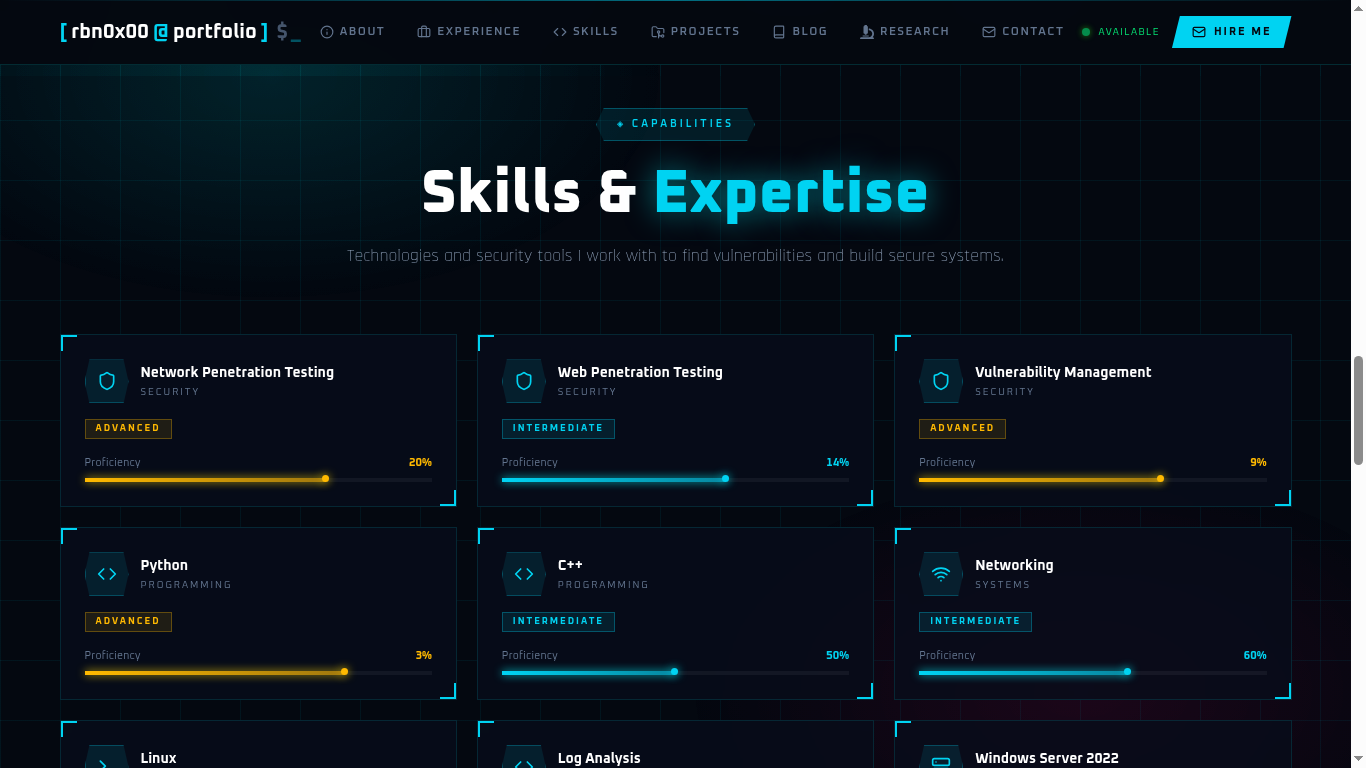 [ rbn0x00 @ portfolio ] $_
ABOUT
EXPERIENCE
SKILLS
PROJECTS
BLOG
RESEARCH
CONTACT
AVAILABLE
HIRE ME
CAPABILITIES
Skills & Expertise
Technologies and security tools I work with to find vulnerabilities and build secure systems.
Network Penetration Testing
SECURITY
ADVANCED
Proficiency 20%
Web Penetration Testing
SECURITY
INTERMEDIATE
Proficiency 14%
Vulnerability Management
SECURITY
ADVANCED
Proficiency 9%
Python
PROGRAMMING
ADVANCED
Proficiency 3%
C++
PROGRAMMING
INTERMEDIATE
Proficiency 50%
Networking
SYSTEMS
INTERMEDIATE
Proficiency 60%
Linux
Log Analysis
Windows Server 2022